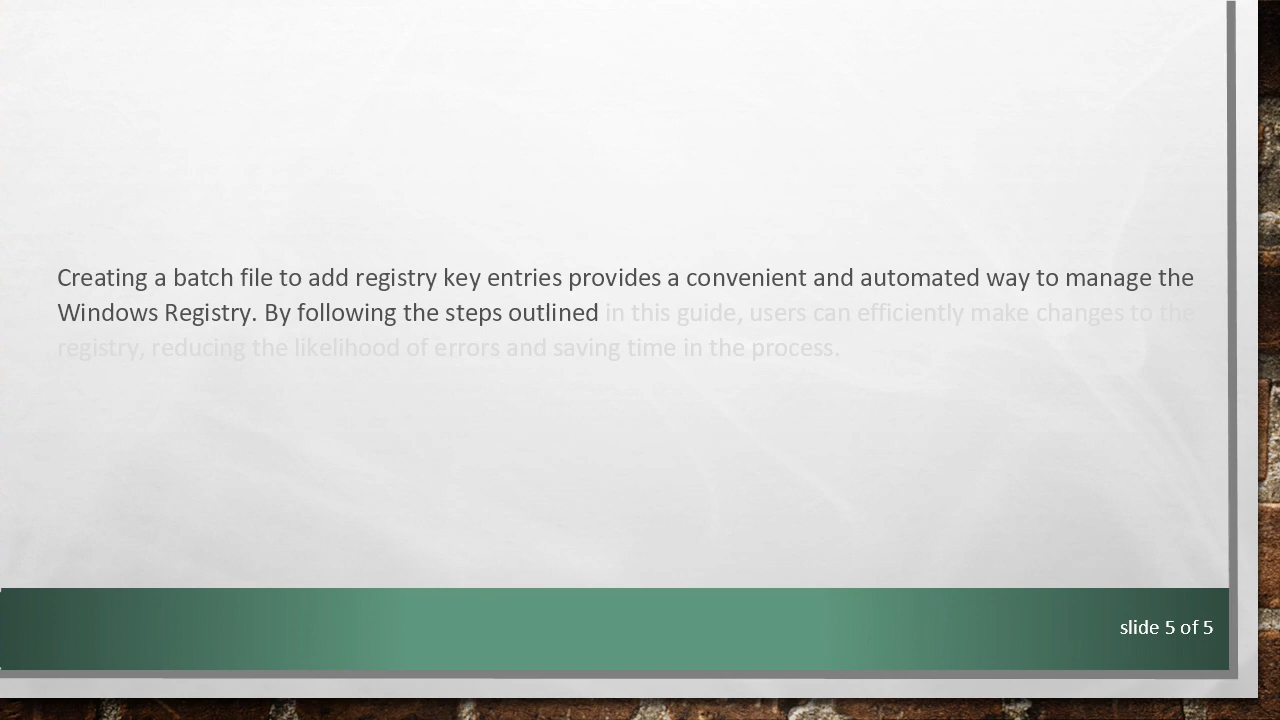 Creating a batch file to add registry key entries provides a convenient and automated way to manage the
Windows Registry. By following the steps outlined in this guide, users can efficiently make changes to the
registry, reducing the likelihood of errors and saving time in the process.
slide 5 of 5